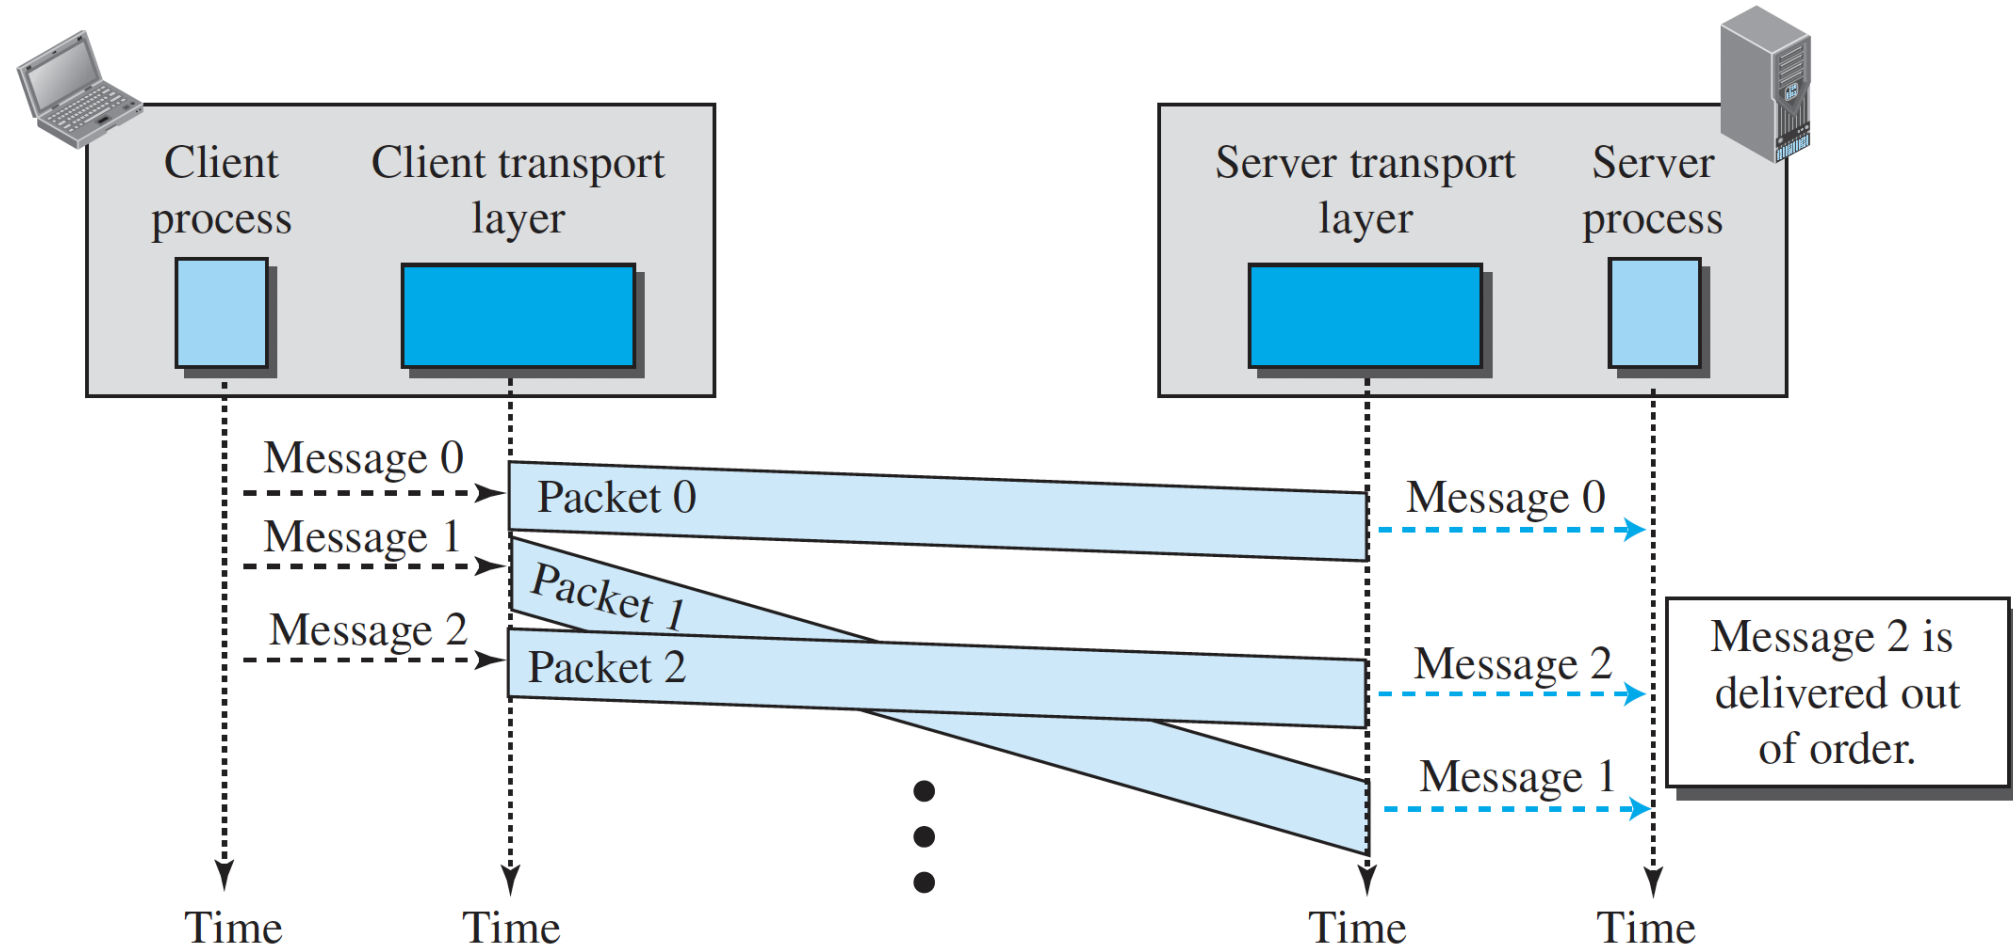 Client
process
Client transport
layer
Server transport
layer
Server
process
Message 0
Packet 0
Message 0
Message 1
Packet 1
Message 2
Packet 2
Message 2
Message 2 is
delivered out
of order.
Message 1
Time
Time
Time
Time